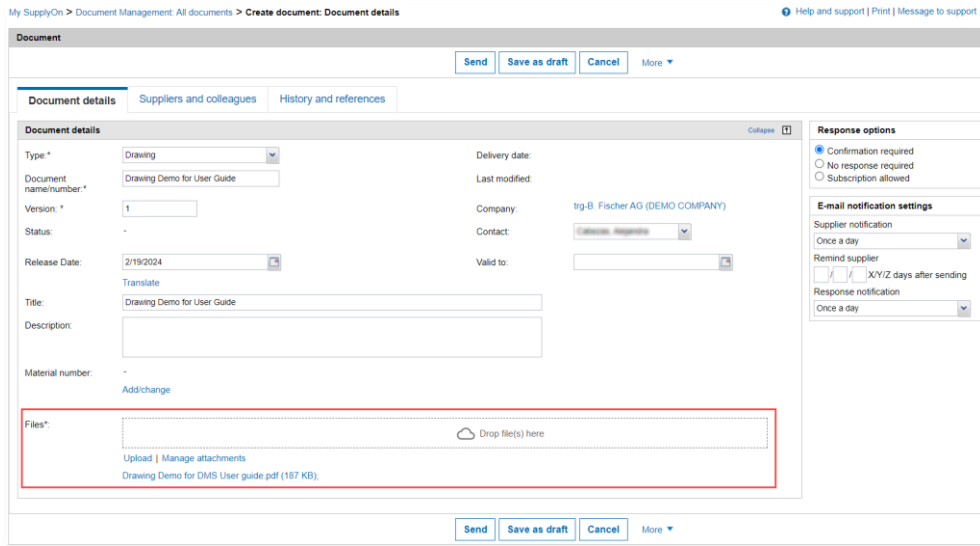 My SupplyOn > Document Management: All documents > Create document: Document details
Help and support | Print | Message to support
Document
Send Save as draft Cancel More
Document details Suppliers and colleagues History and references
Document details Collapse
Type:* Drawing
Delivery date:
Document name/number:* Drawing Demo for User Guide
Last modified:
Version: * 1
Company: trg-B. Fischer AG (DEMO COMPANY)
Status: -
Contact:
Release Date: 2/19/2024
Valid to:
Translate
Title: Drawing Demo for User Guide
Description:
Material number: -
Add/change
Files*:
Drop file(s) here
Upload | Manage attachments
Drawing Demo for DMS User guide.pdf (187 KB);
Response options
Confirmation required
No response required
Subscription allowed
E-mail notification settings
Supplier notification
Once a day
Remind supplier
/ / X/Y/Z days after sending
Response notification
Once a day
Send Save as draft Cancel More